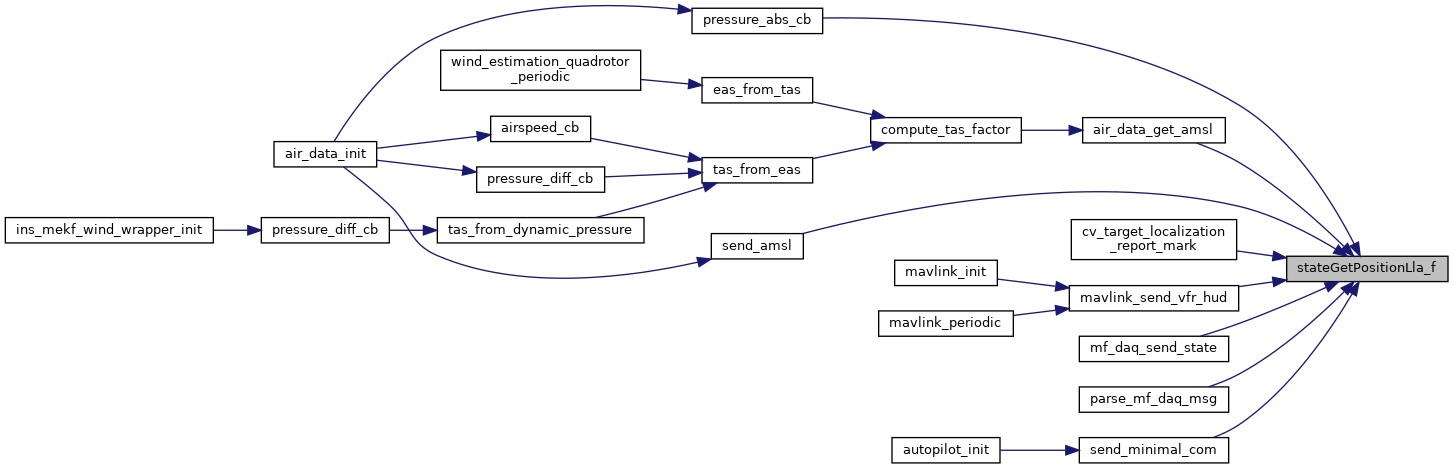 pressure_abs_cb
wind_estimation_quadrotor
_periodic
eas_from_tas
airspeed_cb
compute_tas_factor
air_data_get_amsl
air_data_init
tas_from_eas
pressure_diff_cb
ins_mekf_wind_wrapper_init
pressure_diff_cb
tas_from_dynamic_pressure
send_amsl
cv_target_localization
_report_mark
stateGetPositionLla_f
mavlink_init
mavlink_send_vfr_hud
mavlink_periodic
mf_daq_send_state
parse_mf_daq_msg
autopilot_init
send_minimal_com